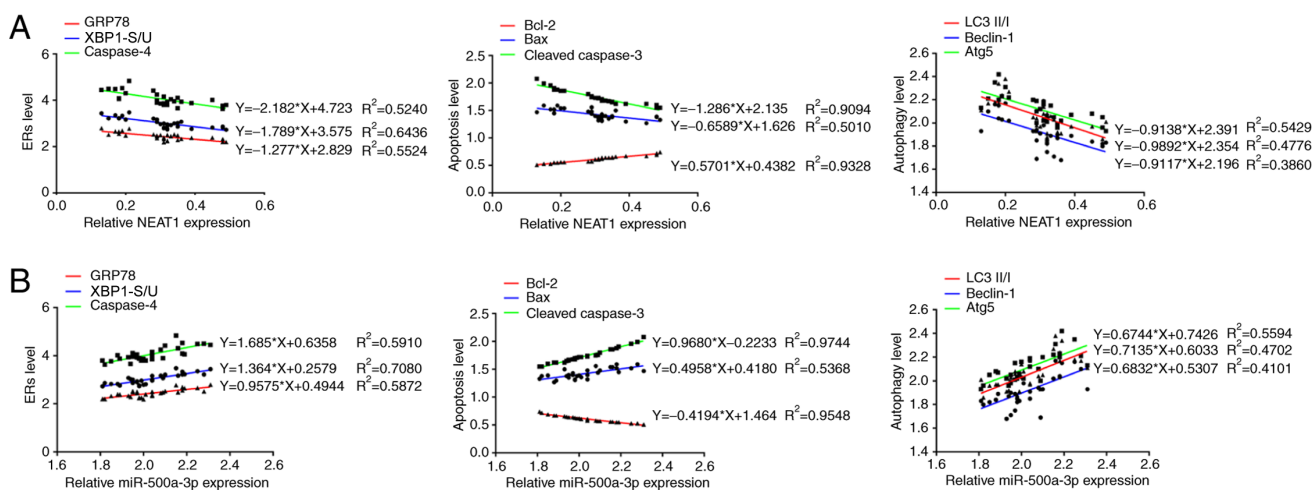 A
GRP78
XBP1-S/U
Caspase-4
ERs level
6
4
2
0
0.0
0.2
0.4
0.6
Relative NEAT1 expression
Y=−2.182*X+4.723 R²=0.5240
Y=−1.789*X+3.575 R²=0.6436
Y=−1.277*X+2.829 R²=0.5524
Bcl-2
Bax
Cleaved caspase-3
Apoptosis level
2.5
2.0
1.5
1.0
0.5
0.0
0.0
0.2
0.4
0.6
Relative NEAT1 expression
Y=−1.286*X+2.135 R²=0.9094
Y=−0.6589*X+1.626 R²=0.5010
Y=0.5701*X+0.4382 R²=0.9328
LC3 II/I
Beclin-1
Atg5
Autophagy level
2.6
2.4
2.2
2.0
1.8
1.6
1.4
0.0
0.2
0.4
0.6
Relative NEAT1 expression
Y=−0.9138*X+2.391 R²=0.5429
Y=−0.9892*X+2.354 R²=0.4776
Y=−0.9117*X+2.196 R²=0.3860
B
GRP78
XBP1-S/U
Caspase-4
ERs level
6
4
2
0
1.6
1.8
2.0
2.2
2.4
2.6
Relative miR-500a-3p expression
Y=1.685*X+0.6358 R²=0.5910
Y=1.364*X+0.2579 R²=0.7080
Y=0.9575*X+0.4944 R²=0.5872
Bcl-2
Bax
Cleaved caspase-3
Apoptosis level
2.5
2.0
1.5
1.0
0.5
0.0
1.6
1.8
2.0
2.2
2.4
2.6
Relative miR-500a-3p expression
Y=0.9680*X−0.2233 R²=0.9744
Y=0.4958*X+0.4180 R²=0.5368
Y=−0.4194*X+1.464 R²=0.9548
LC3 II/I
Beclin-1
Atg5
Autophagy level
2.6
2.4
2.2
2.0
1.8
1.6
1.4
1.6
1.8
2.0
2.2
2.4
2.6
Relative miR-500a-3p expression
Y=0.6744*X+0.7426 R²=0.5594
Y=0.7135*X+0.6033 R²=0.4702
Y=0.6832*X+0.5307 R²=0.4101